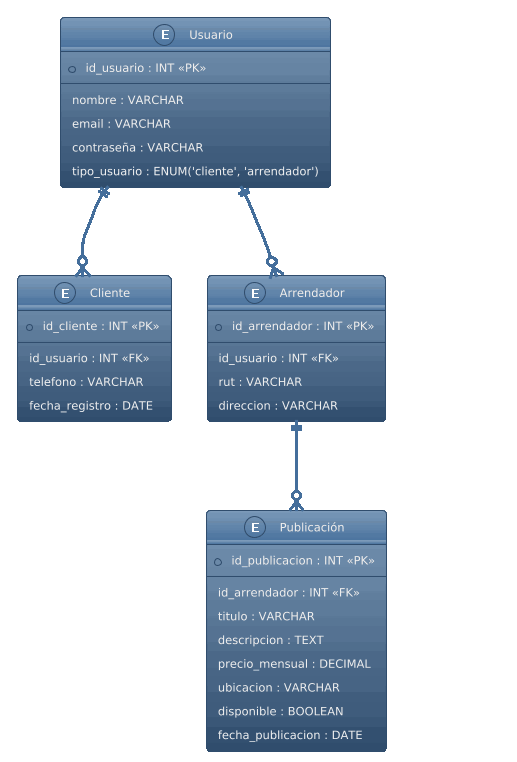 E Usuario
id_usuario : INT «PK»
nombre : VARCHAR
email : VARCHAR
contraseña : VARCHAR
tipo_usuario : ENUM('cliente', 'arrendador')
E Cliente
id_cliente : INT «PK»
id_usuario : INT «FK»
telefono : VARCHAR
fecha_registro : DATE
E Arrendador
id_arrendador : INT «PK»
id_usuario : INT «FK»
rut : VARCHAR
direccion : VARCHAR
E Publicación
id_publicacion : INT «PK»
id_arrendador : INT «FK»
titulo : VARCHAR
descripcion : TEXT
precio_mensual : DECIMAL
ubicacion : VARCHAR
disponible : BOOLEAN
fecha_publicacion : DATE